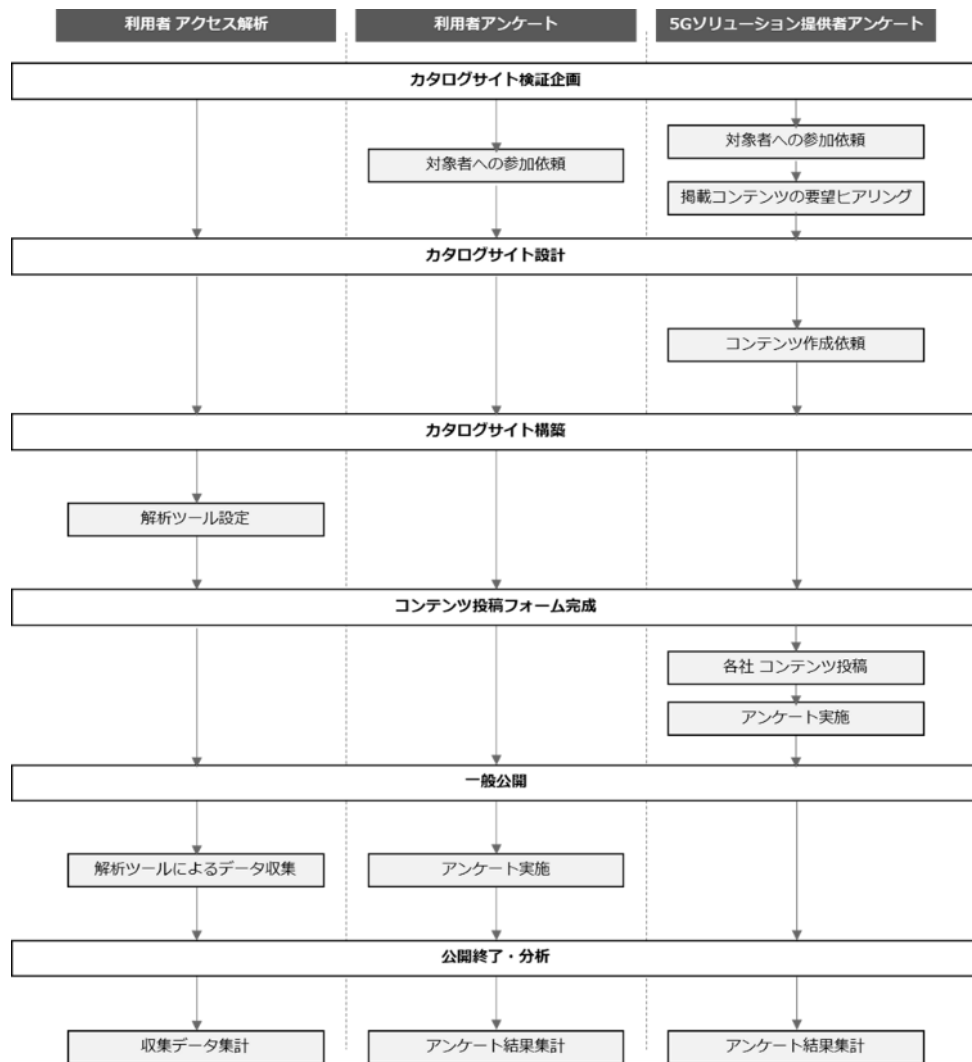 利用者 アクセス解析
利用者アンケート
5Gソリューション提供者アンケート
カタログサイト検証企画
対象者への参加依頼
対象者への参加依頼
掲載コンテンツの要望ヒアリング
カタログサイト設計
コンテンツ作成依頼
カタログサイト構築
解析ツール設定
コンテンツ投稿フォーム完成
各社 コンテンツ投稿
アンケート実施
一般公開
解析ツールによるデータ収集
アンケート実施
公開終了・分析
収集データ集計
アンケート結果集計
アンケート結果集計